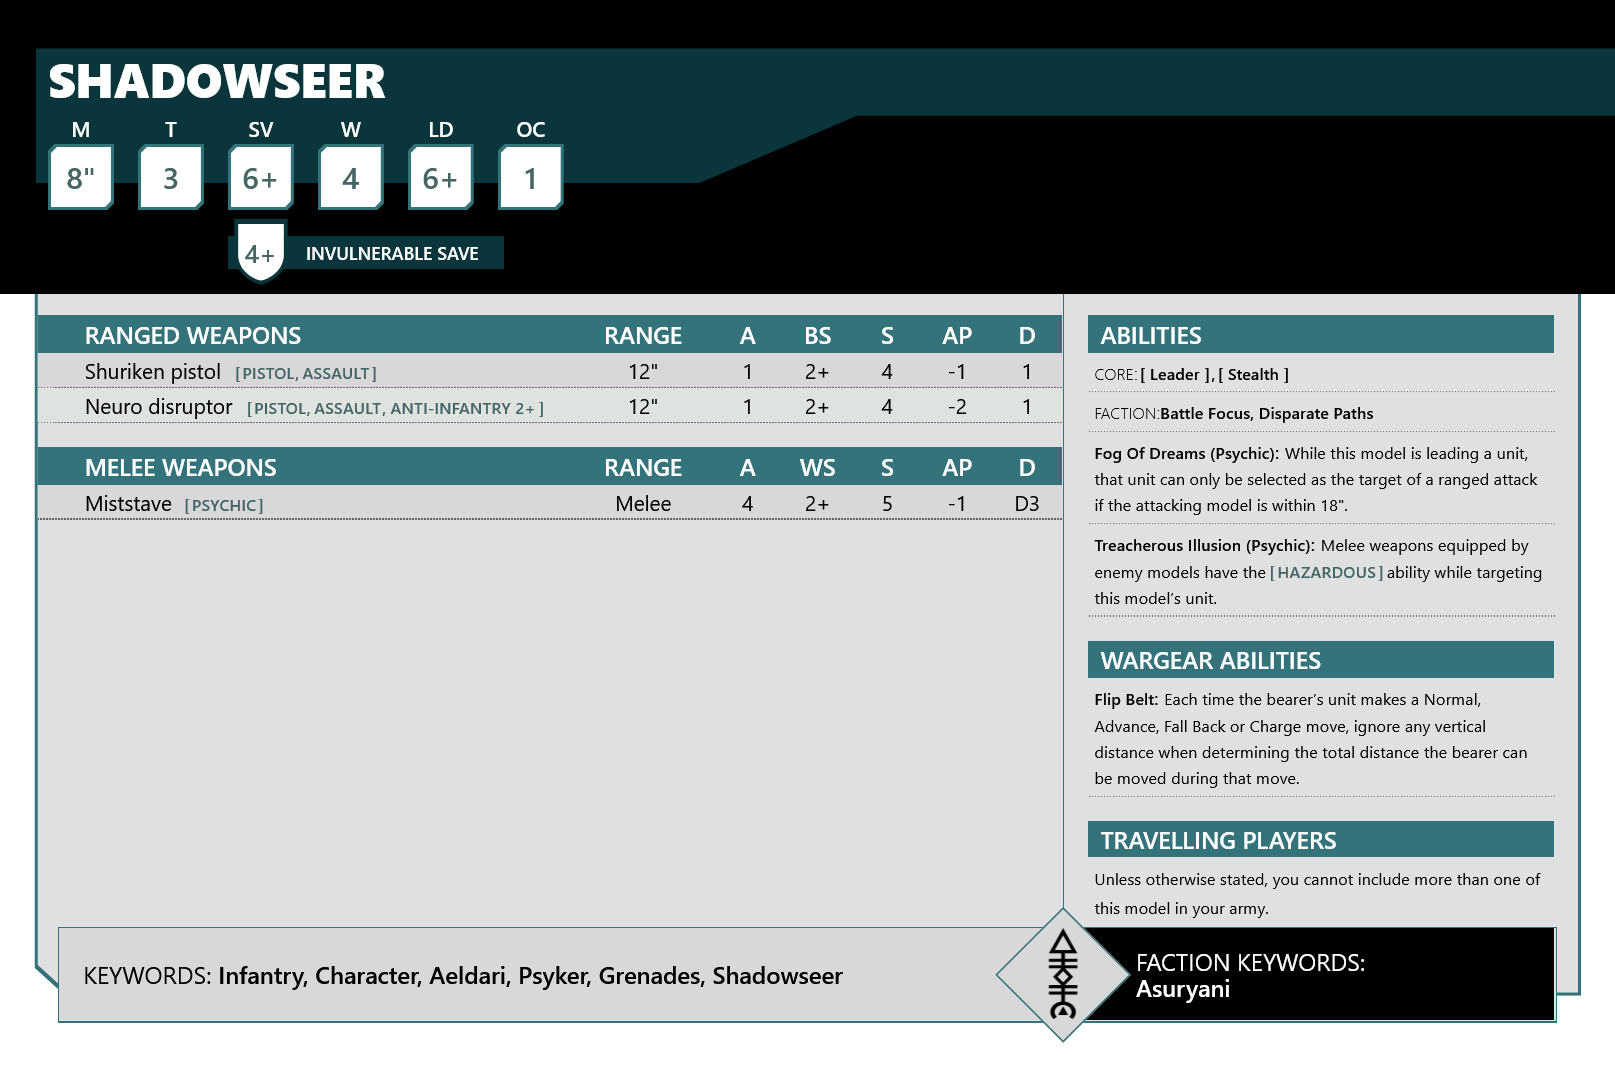 SHADOWSEER
M T SV W LD OC
8" 3 6+ 4 6+ 1
4+ INVULNERABLE SAVE
RANGED WEAPONS RANGE A BS S AP D
Shuriken pistol [PISTOL, ASSAULT] 12" 1 2+ 4 -1 1
Neuro disruptor [PISTOL, ASSAULT, ANTI-INFANTRY 2+] 12" 1 2+ 4 -2 1
MELEE WEAPONS RANGE A WS S AP D
Miststave [PSYCHIC] Melee 4 2+ 5 -1 D3
ABILITIES
CORE: [ Leader ], [ Stealth ]
FACTION: Battle Focus, Disparate Paths
Fog Of Dreams (Psychic): While this model is leading a unit,
that unit can only be selected as the target of a ranged attack
if the attacking model is within 18".
Treacherous Illusion (Psychic): Melee weapons equipped by
enemy models have the [HAZARDOUS] ability while targeting
this model's unit.
WARGEAR ABILITIES
Flip Belt: Each time the bearer's unit makes a Normal,
Advance, Fall Back or Charge move, ignore any vertical
distance when determining the total distance the bearer can
be moved during that move.
TRAVELLING PLAYERS
Unless otherwise stated, you cannot include more than one of
this model in your army.
KEYWORDS: Infantry, Character, Aeldari, Psyker, Grenades, Shadowseer
FACTION KEYWORDS:
Asuryani